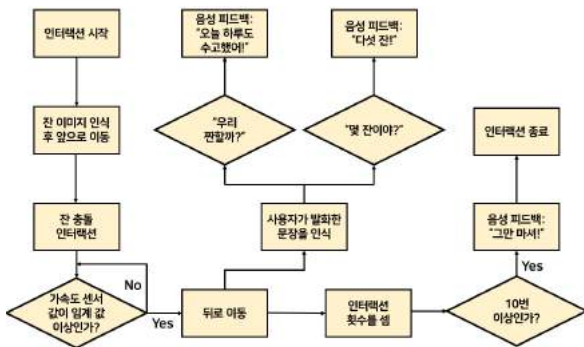 인터랙션 시작
잔 이미지 인식
후 앞으로 이동
잔 충돌
인터랙션
가속도 센서
값이 임계 값
이상인가?
No
Yes
뒤로 이동
사용자가 발화한
문장을 인식
"우리
짠할까?"
음성 피드백:
"오늘 하루도
수고했어!"
"몇 잔이야?"
음성 피드백:
"다섯 잔!"
인터랙션
횟수를 셈
10번
이상인가?
Yes
음성 피드백:
"그만 마셔!"
인터랙션 종료